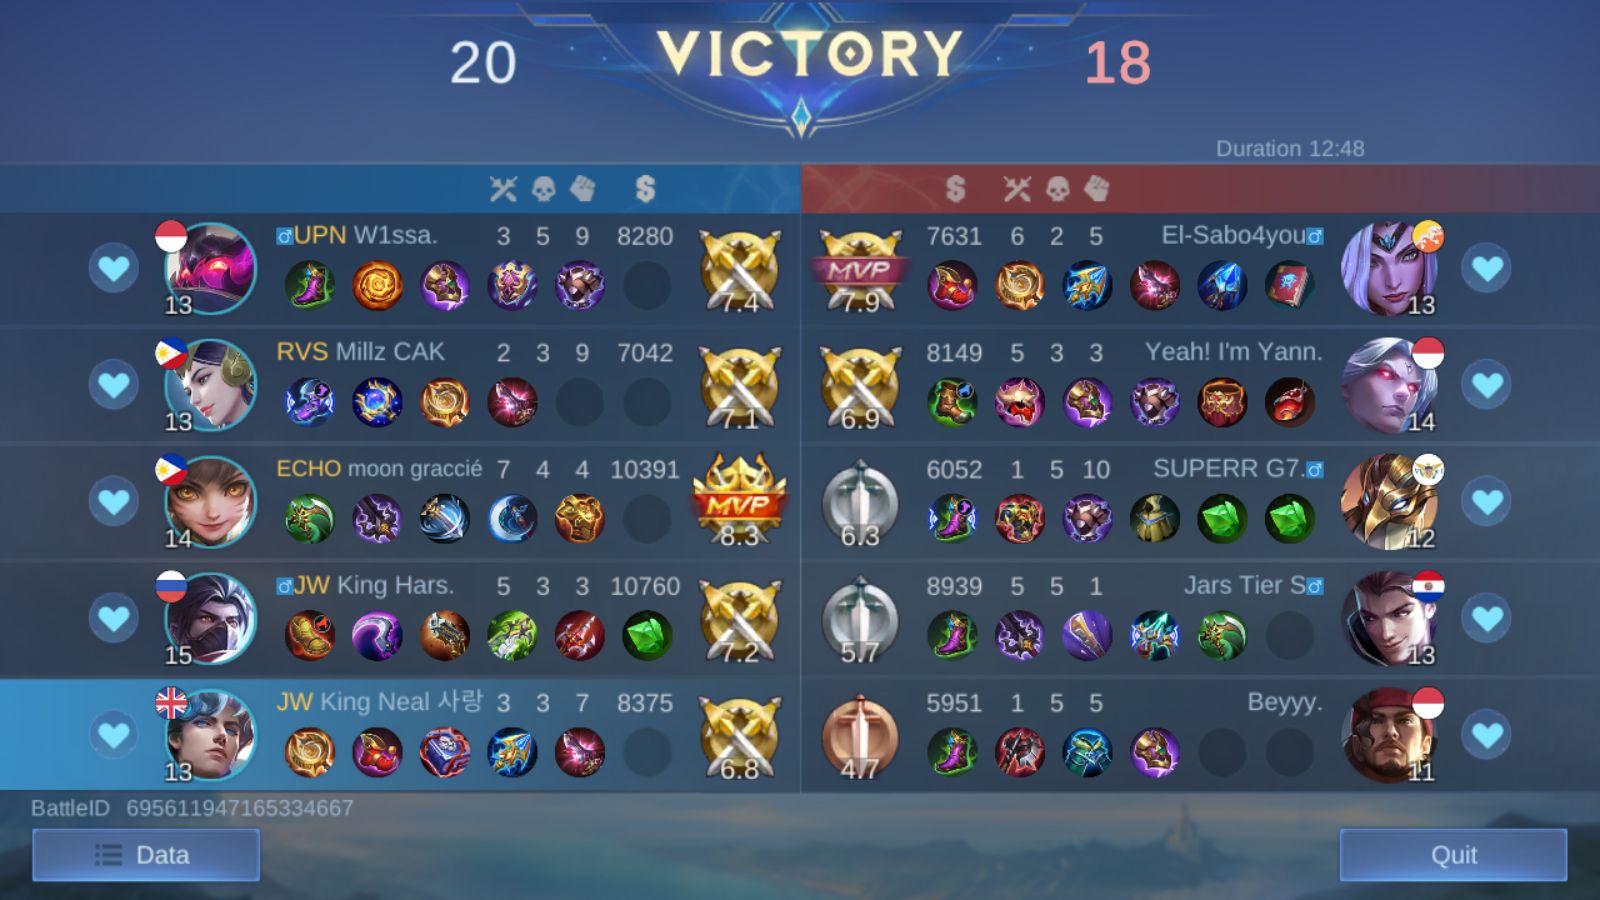 20 VICTORY 18
Duration 12:48
UPN W1ssa. 3 5 9 8280
13 7.4
MVP 7.9
7631 6 2 5 El-Sabo4you
13
RVS Millz CAK 2 3 9 7042
13 7.1
6.9
8149 5 3 3 Yeah! I'm Yann.
14
ECHO moon graccié 7 4 4 10391
14 MVP 8.3
6.3
6052 1 5 10 SUPERR G7.
12
JW King Hars. 5 3 3 10760
15 7.2
5.7
8939 5 5 1 Jars Tier S
13
JW King Neal 사랑 3 3 7 8375
13 6.8
4.7
5951 1 5 5 Beyyy.
11
BattleID 695611947165334667
Data
Quit